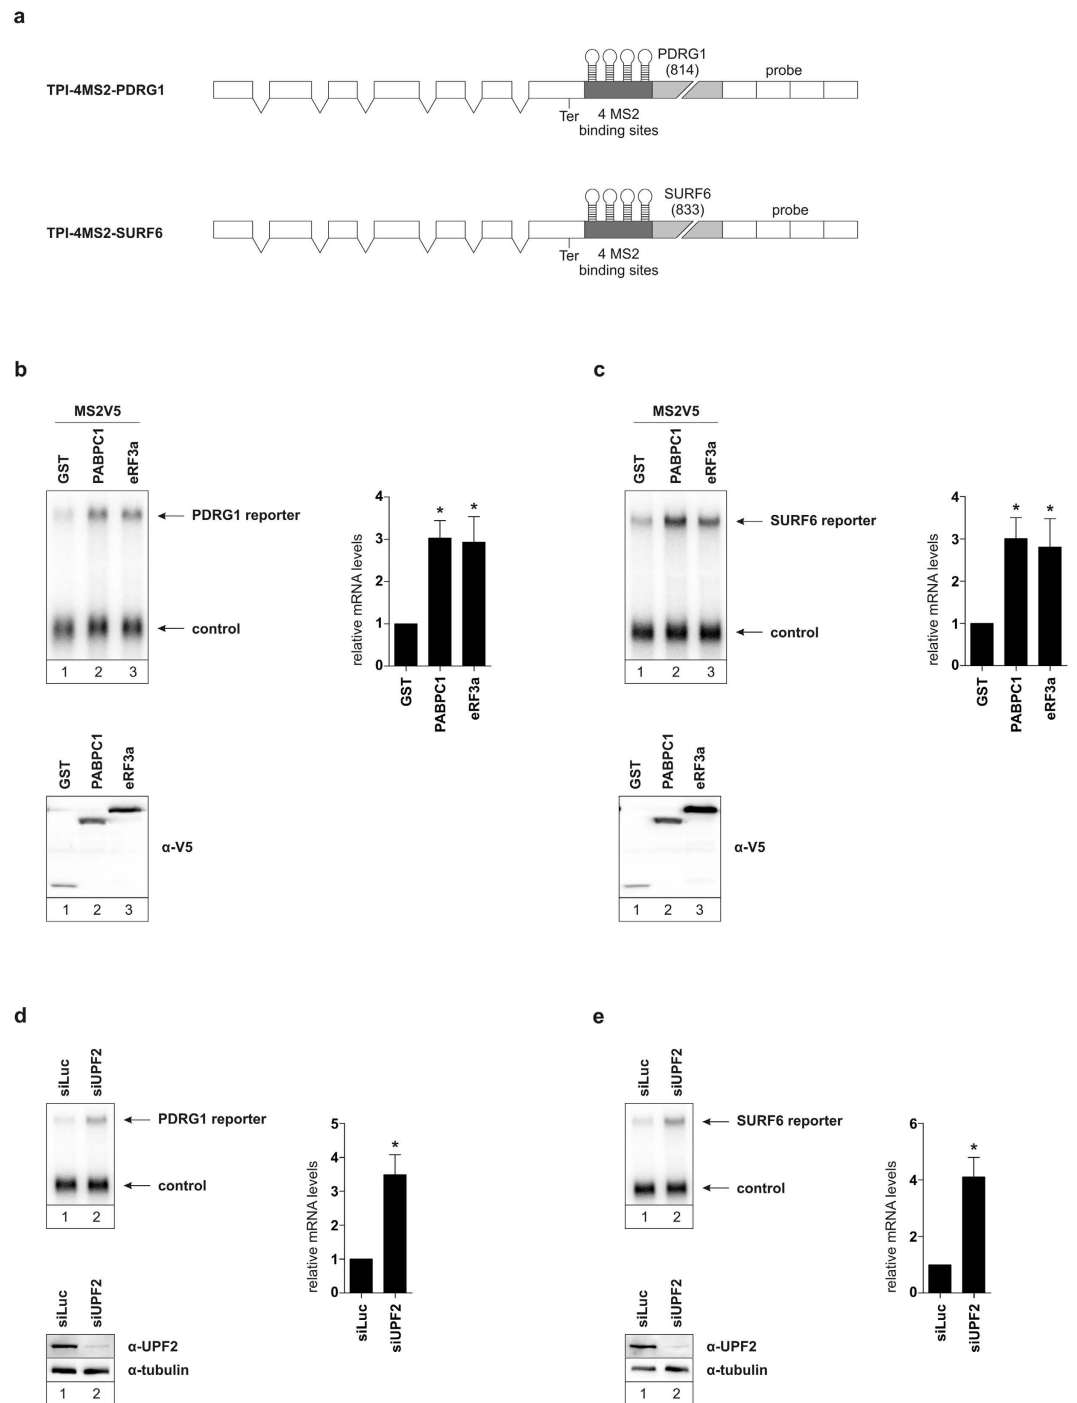 a
PDRG1
(814)
probe
TPI-4MS2-PDRG1
Ter
4 MS2
binding sites
SURF6
(833)
probe
TPI-4MS2-SURF6
Ter
4 MS2
binding sites
b
MS2V5
GST
PABPC1
eRF3a
PDRG1 reporter
control
1 2 3
relative mRNA levels
4
3
2
1
0
*
*
GST
PABPC1
eRF3a
GST
PABPC1
eRF3a
α-V5
1 2 3
c
MS2V5
GST
PABPC1
eRF3a
SURF6 reporter
control
1 2 3
relative mRNA levels
4
3
2
1
0
*
*
GST
PABPC1
eRF3a
GST
PABPC1
eRF3a
α-V5
1 2 3
d
siLuc
siUPF2
PDRG1 reporter
control
1 2
relative mRNA levels
5
4
3
2
1
0
*
siLuc
siUPF2
siLuc
siUPF2
α-UPF2
α-tubulin
1 2
e
siLuc
siUPF2
SURF6 reporter
control
1 2
relative mRNA levels
6
4
2
0
*
siLuc
siUPF2
siLuc
siUPF2
α-UPF2
α-tubulin
1 2